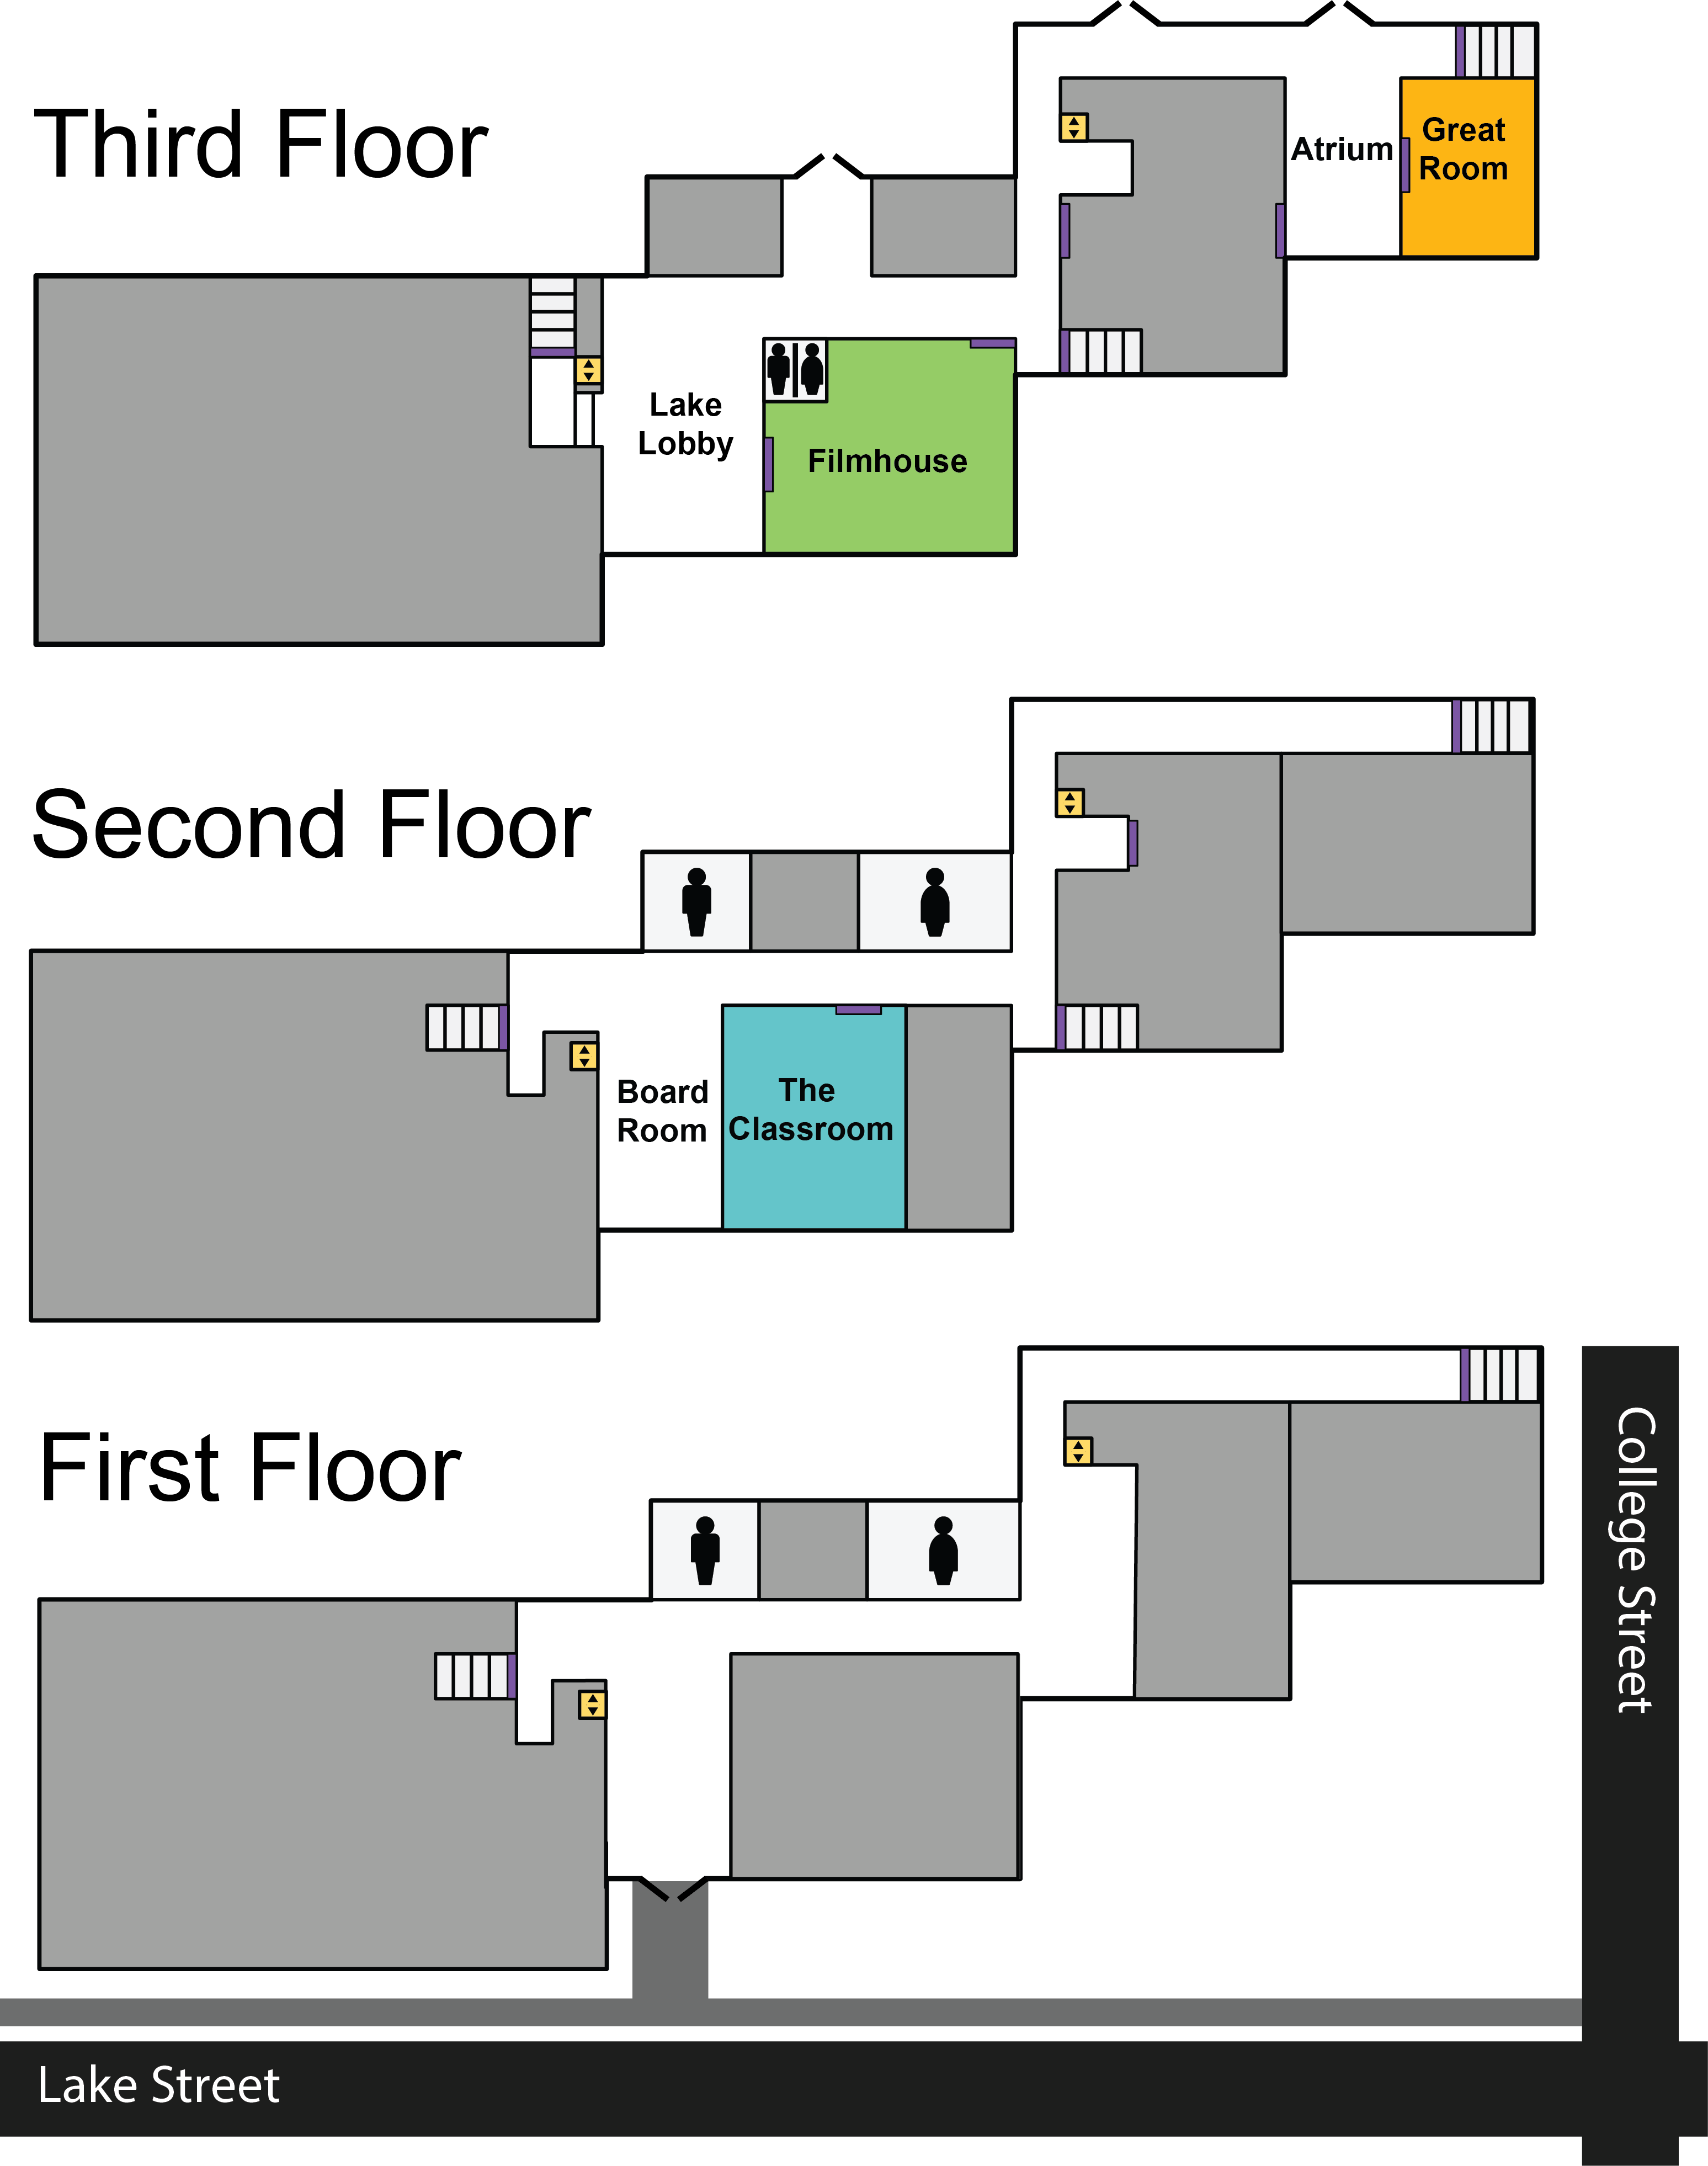 Third Floor
Great
Room
Atrium
Lake
Lobby
Filmhouse
Second Floor
Board
Room
The
Classroom
First Floor
College Street
Lake Street